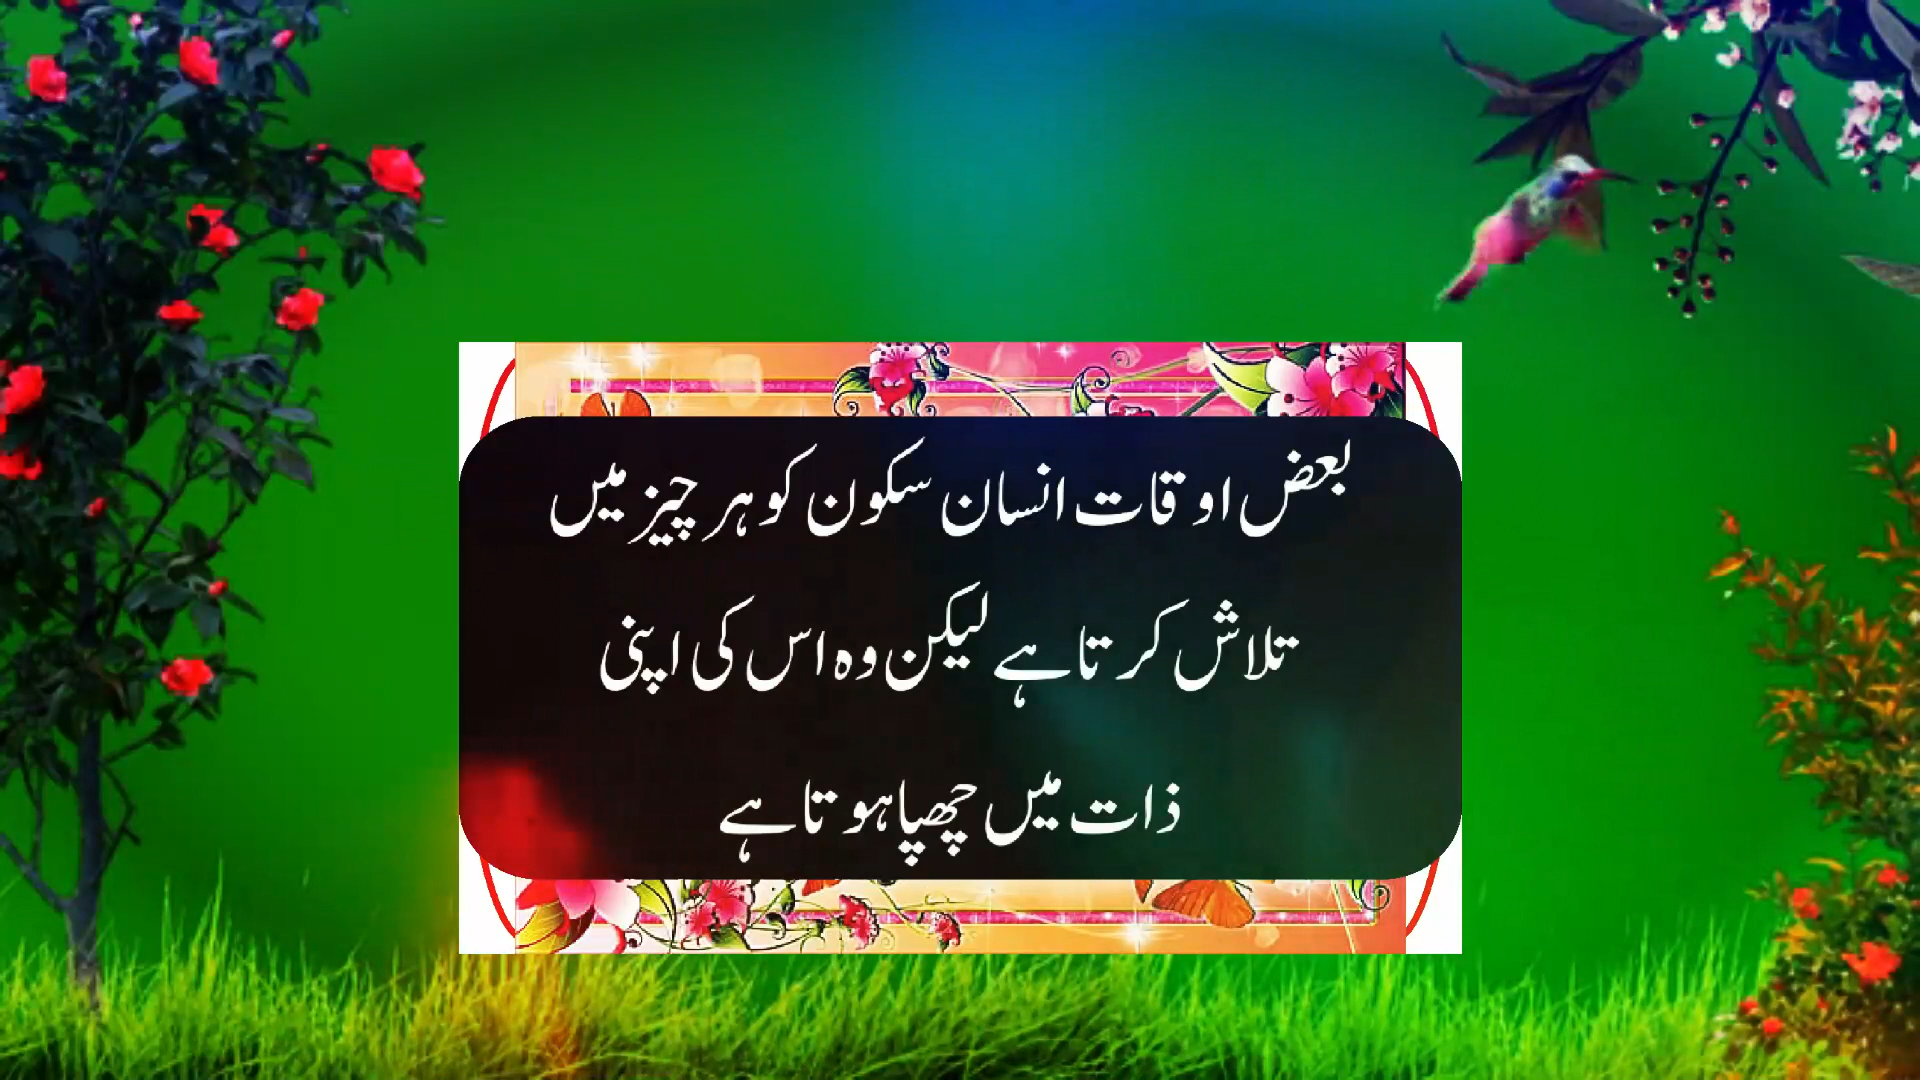 بعض اوقات انسان سکون کو ہر چیز میں
تلاش کرتا ہے لیکن وہ اس کی اپنی
ذات میں چھپا ہوتا ہے